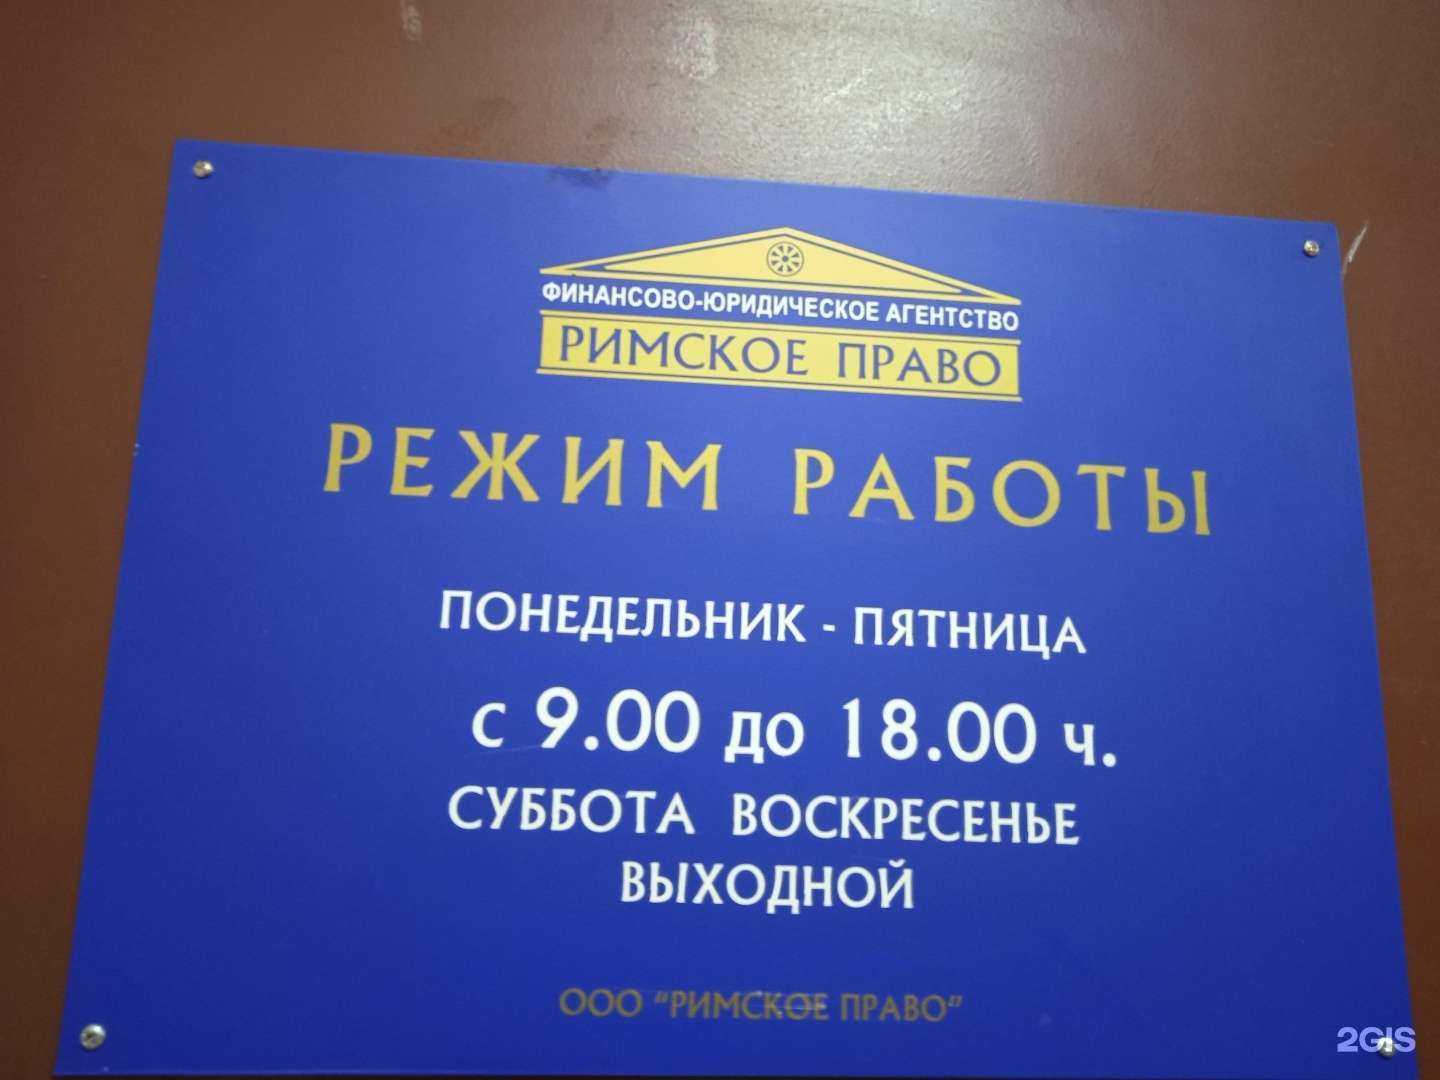 ФИНАНСОВО-ЮРИДИЧЕСКОЕ АГЕНТСТВО
РИМСКОЕ ПРАВО
РЕЖИМ РАБОТЫ
ПОНЕДЕЛЬНИК - ПЯТНИЦА
с 9.00 до 18.00 ч.
СУББОТА ВОСКРЕСЕНЬЕ
ВЫХОДНОЙ
ООО "РИМСКОЕ ПРАВО"
2GIS